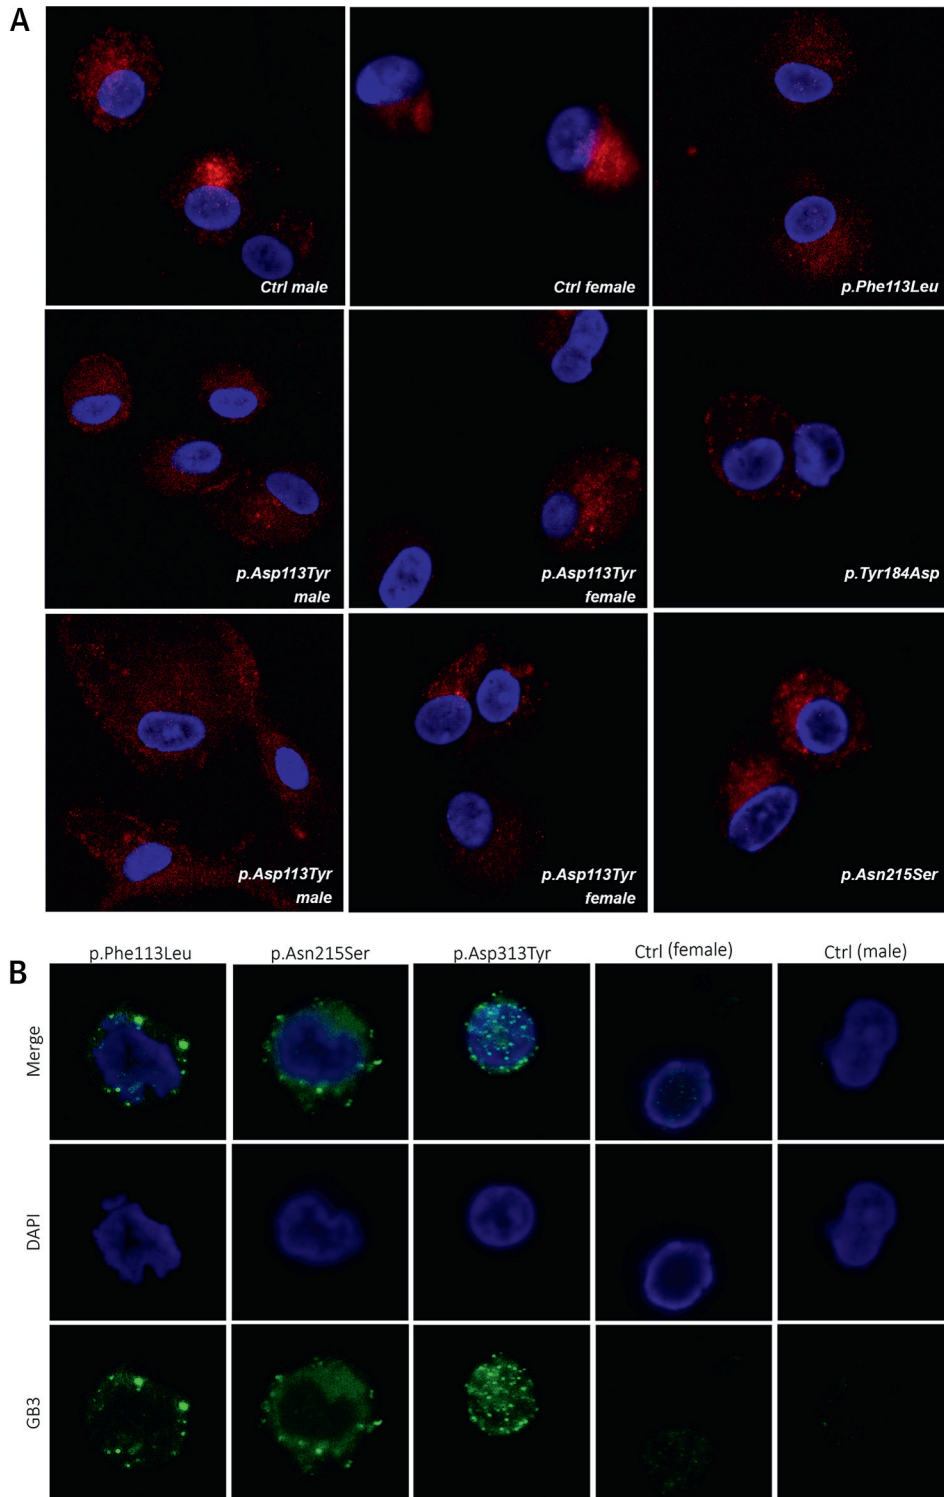 A
Ctrl male
Ctrl female
p.Phe113Leu
p.Asp113Tyr
male
p.Asp113Tyr
female
p.Tyr184Asp
p.Asp113Tyr
male
p.Asp113Tyr
female
p.Asn215Ser
B
p.Phe113Leu
p.Asn215Ser
p.Asp313Tyr
Ctrl (female)
Ctrl (male)
Merge
DAPI
GB3